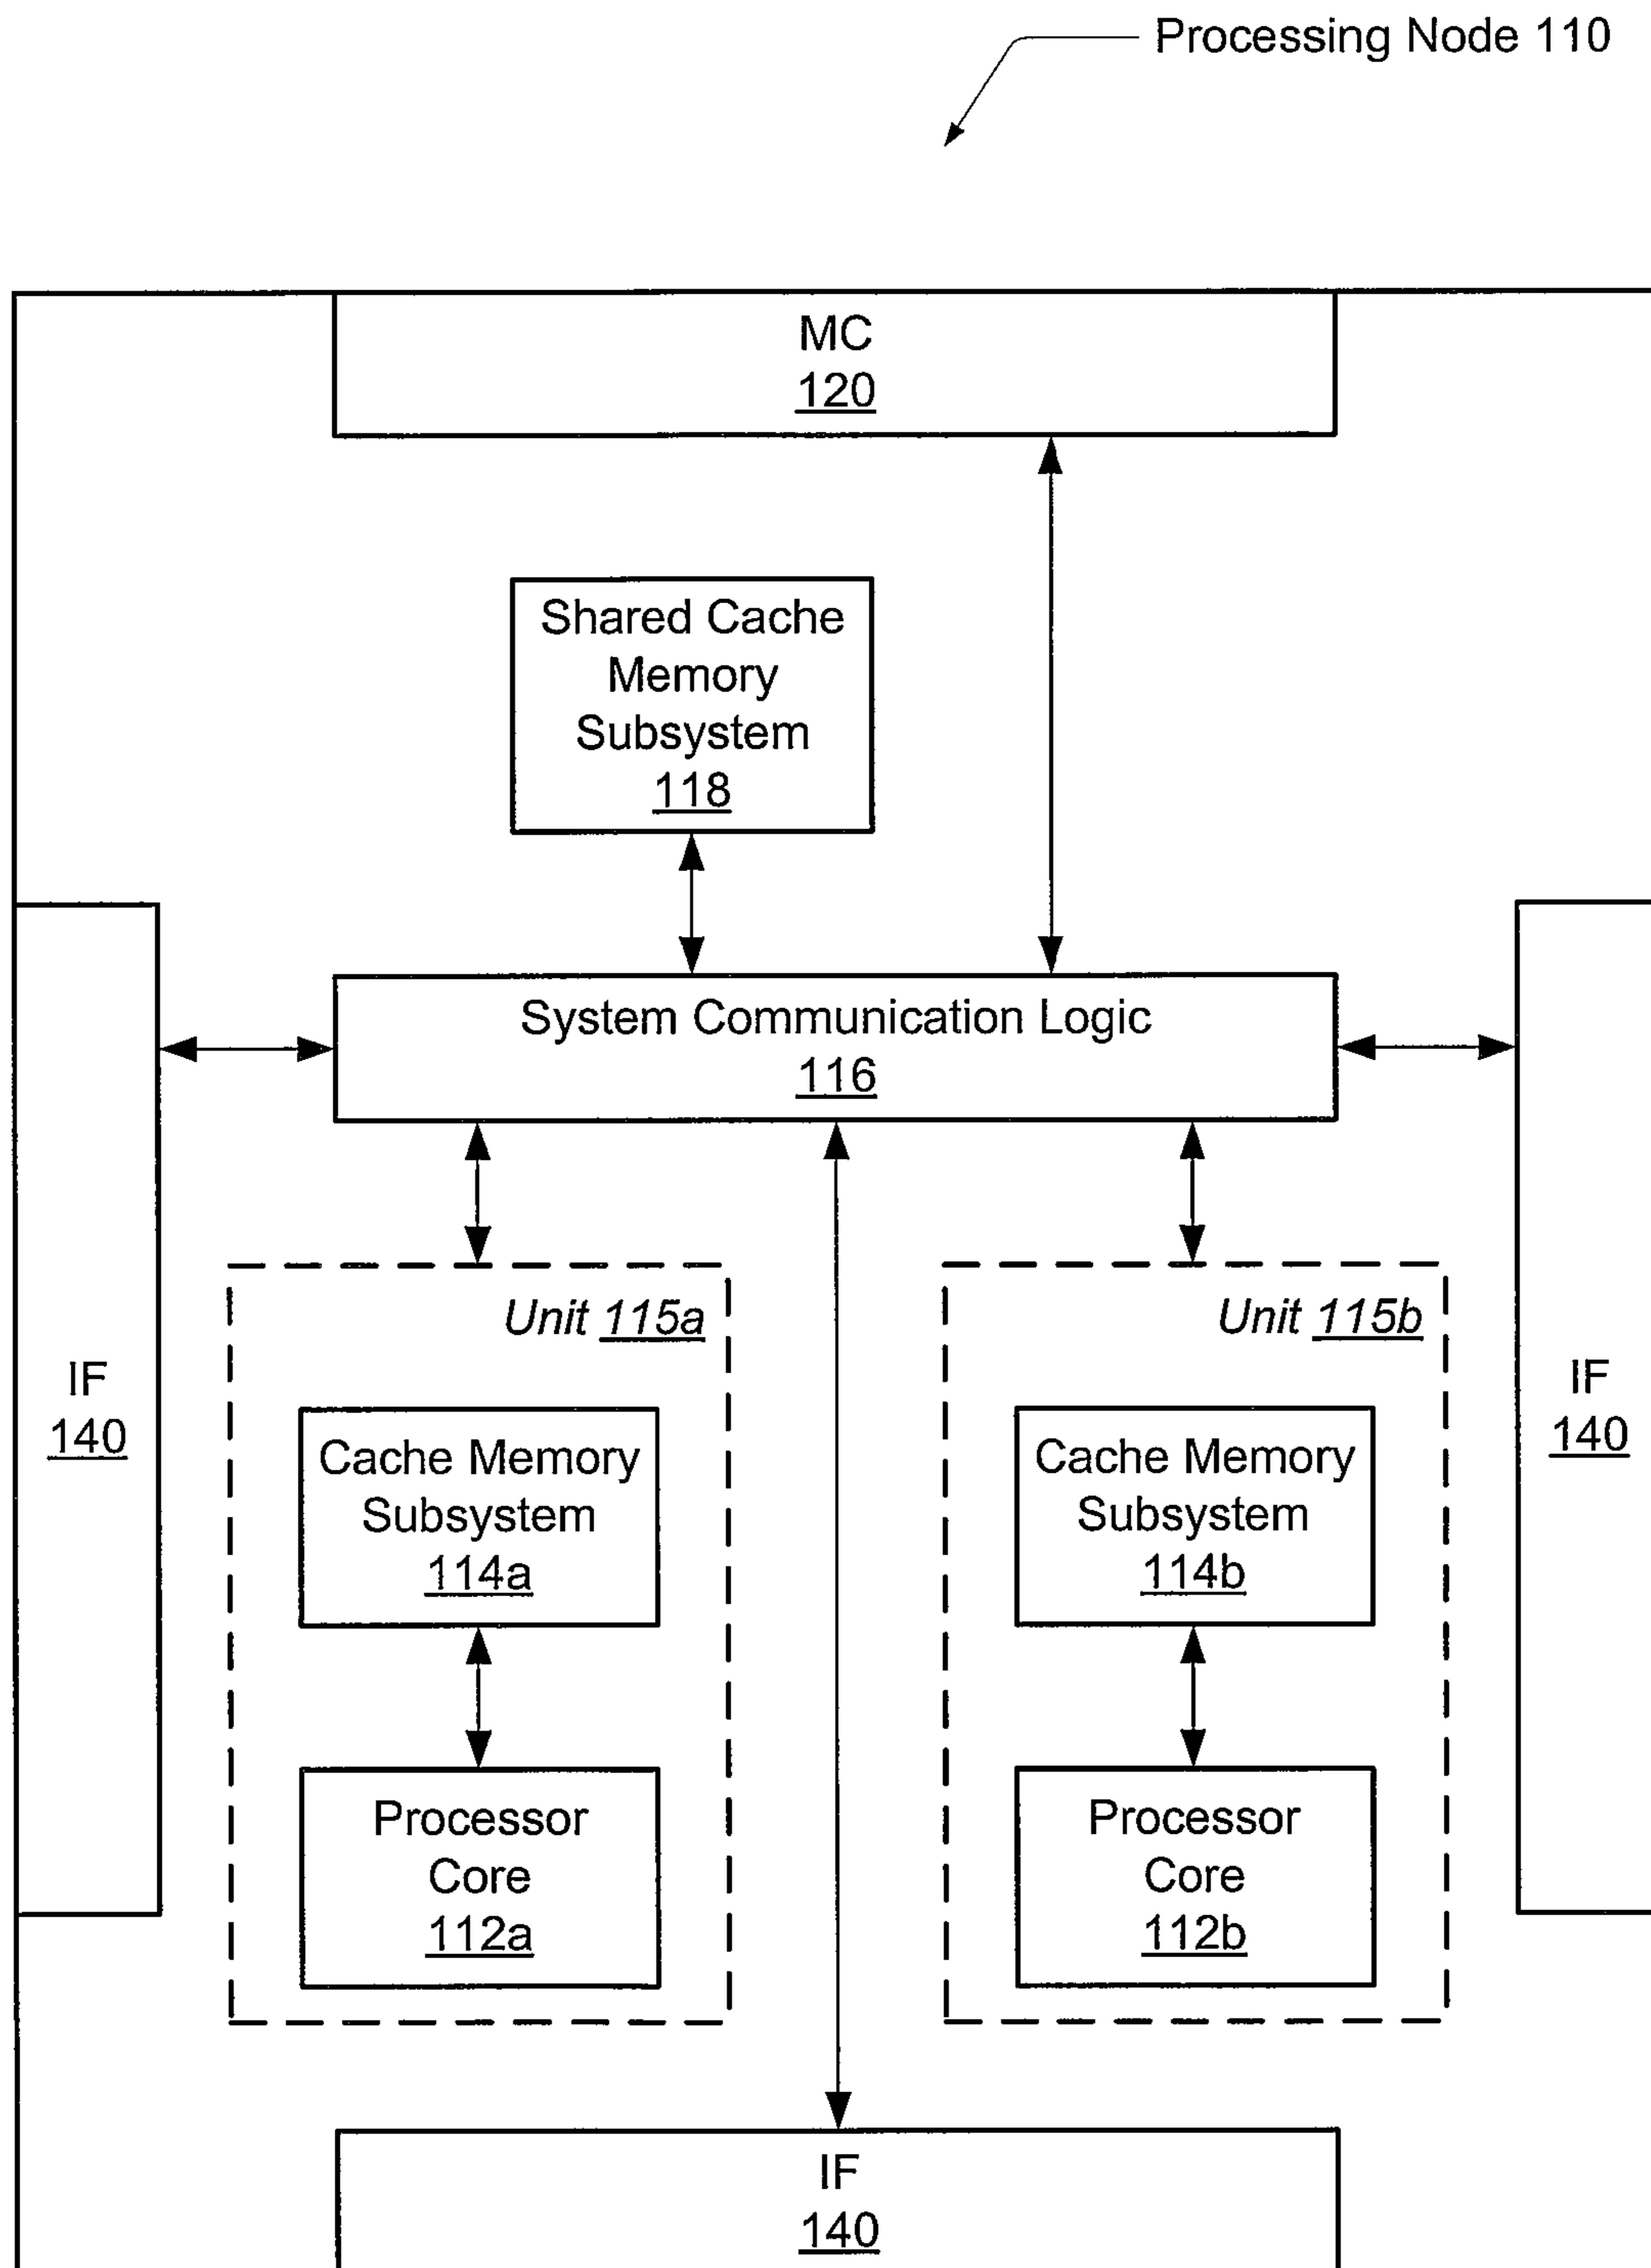 Processing Node 110
MC
120
Shared Cache
Memory
Subsystem
118
System Communication Logic
116
IF
140
Unit 115a
Cache Memory
Subsystem
114a
Processor
Core
112a
Unit 115b
Cache Memory
Subsystem
114b
Processor
Core
112b
IF
140
IF
140